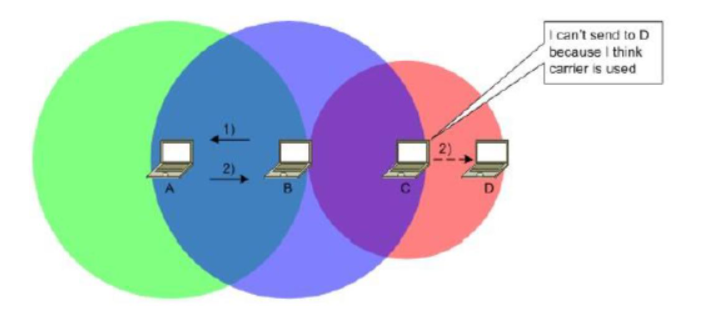 I can't send to D
because I think
carrier is used
1)
2)
2)
A
B
C
D